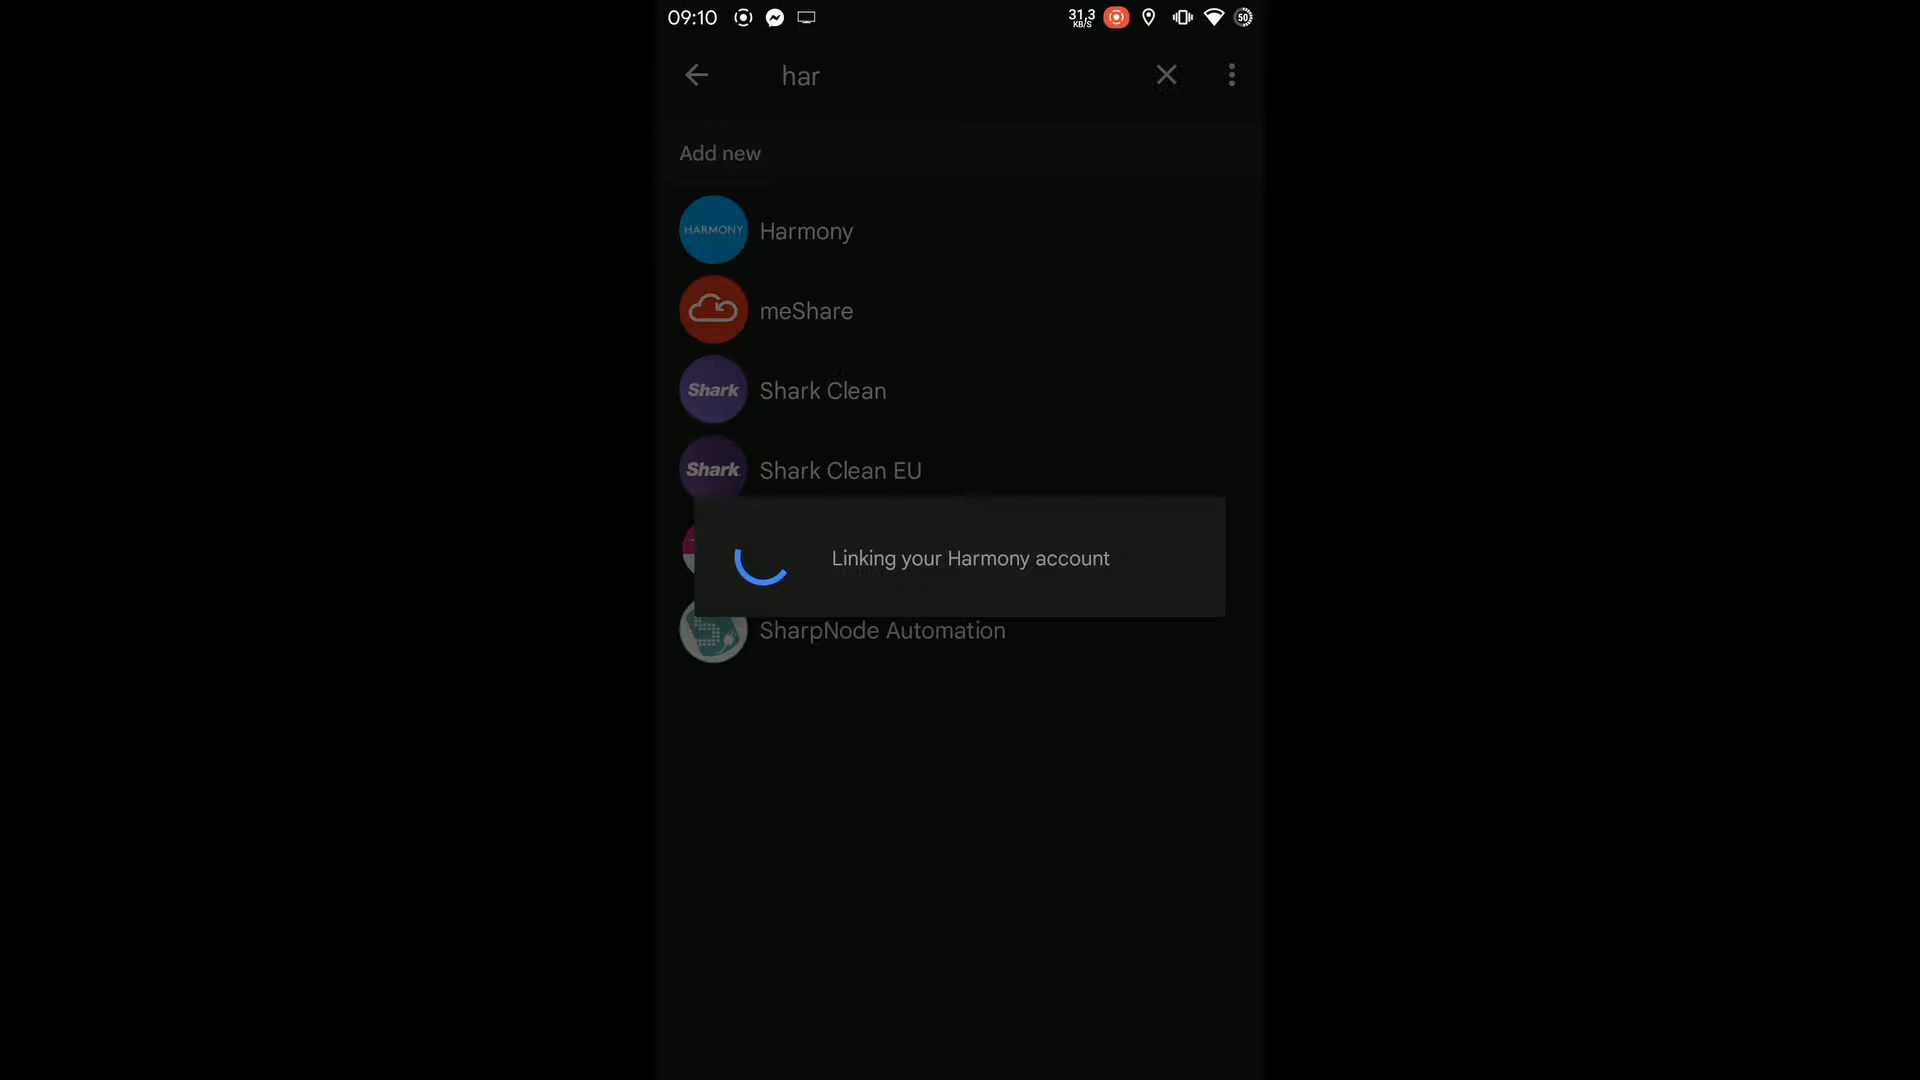 09:10 31,3 KB/S 50
har
Add new
HARMONY Harmony
meShare
Shark Shark Clean
Shark Shark Clean EU
Linking your Harmony account
S SharpNode Automation